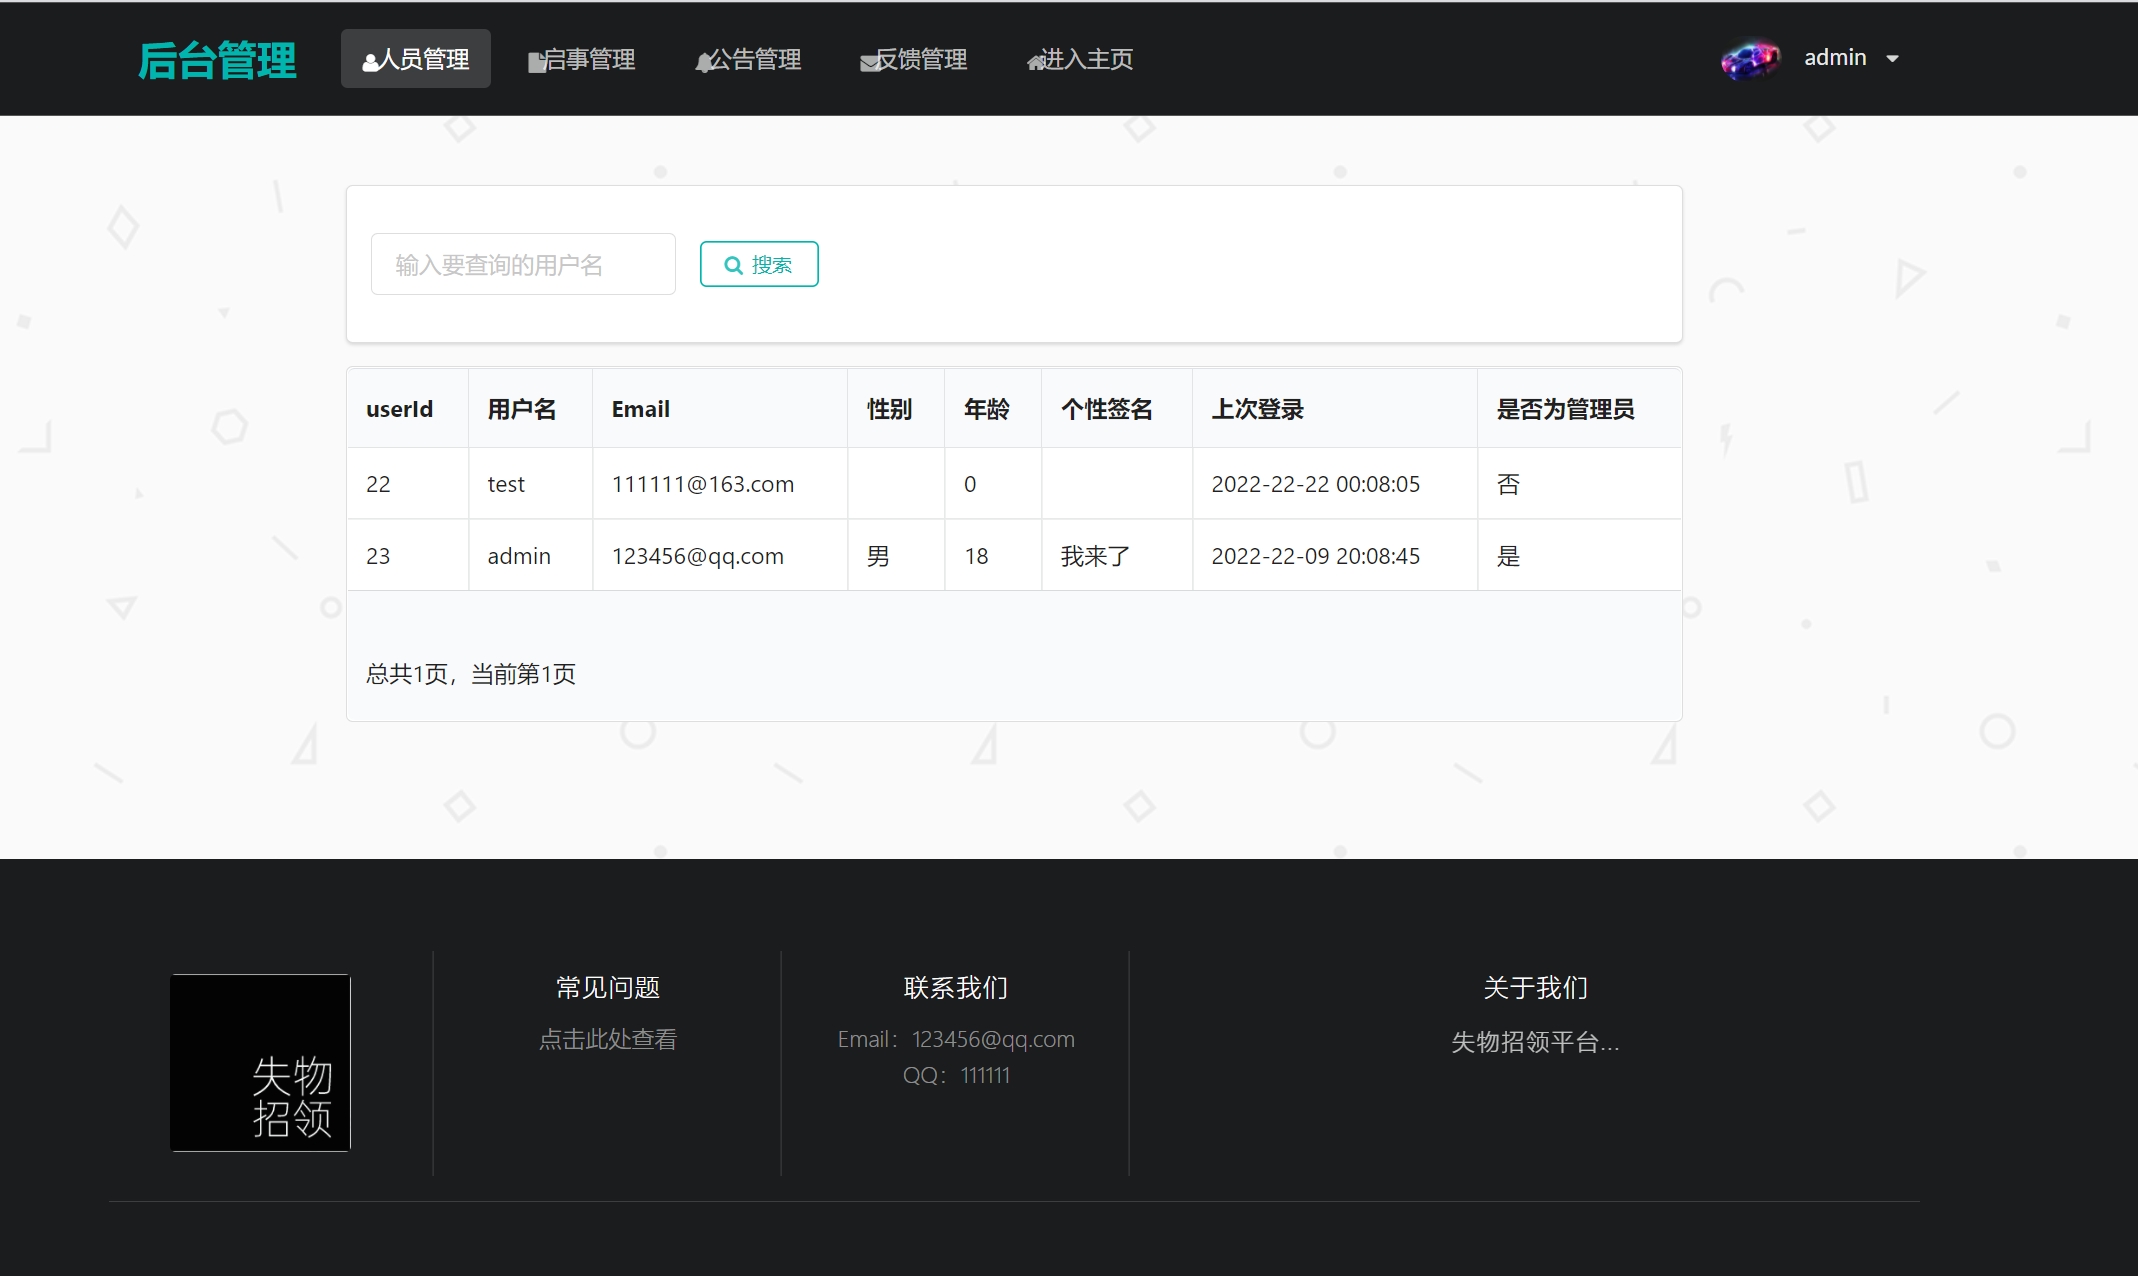 后台管理 人员管理 启事管理 公告管理 反馈管理 进入主页 admin
输入要查询的用户名 搜索
userId 用户名 Email 性别 年龄 个性签名 上次登录 是否为管理员
22 test 111111@163.com 0 2022-22-22 00:08:05 否
23 admin 123456@qq.com 男 18 我来了 2022-22-09 20:08:45 是
总共1页，当前第1页
失物
招领
常见问题
点击此处查看
联系我们
Email：123456@qq.com
QQ：111111
关于我们
失物招领平台...